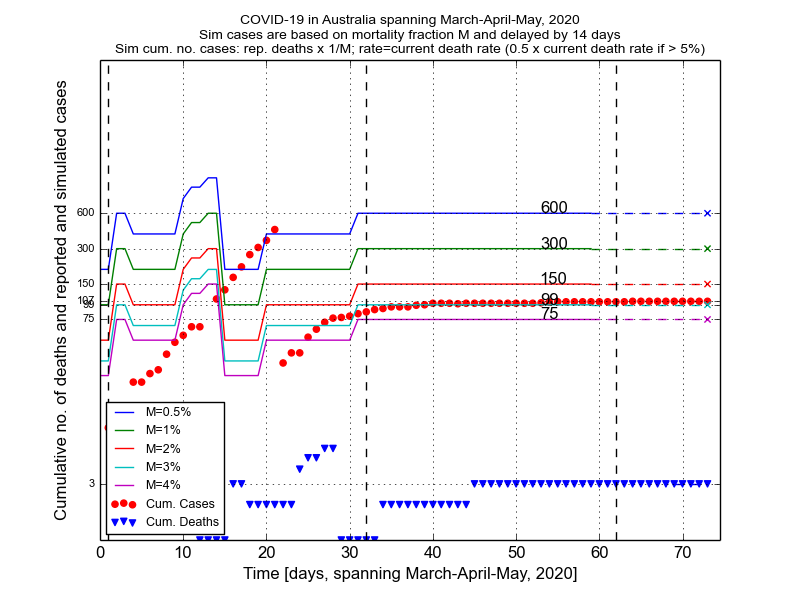 COVID-19 in Australia spanning March-April-May, 2020
Sim cases are based on mortality fraction M and delayed by 14 days
Sim cum. no. cases: rep. deaths x 1/M; rate=current death rate (0.5 x current death rate if > 5%)
Cumulative no. of deaths and reported and simulated cases
600
300
150
75
3
600
300
150
99
75
M=0.5%
M=1%
M=2%
M=3%
M=4%
Cum. Cases
Cum. Deaths
0 10 20 30 40 50 60 70
Time [days, spanning March-April-May, 2020]